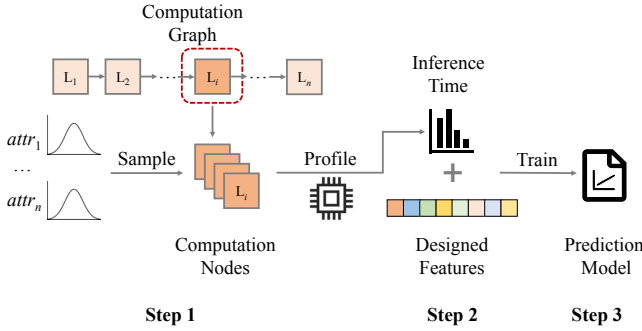 Computation
Graph
L1 L2 ... Li ... Ln
Inference
Time
attr1
...
attrn
Sample
Li
Profile
Train
Computation
Nodes
Designed
Features
Prediction
Model
Step 1
Step 2
Step 3